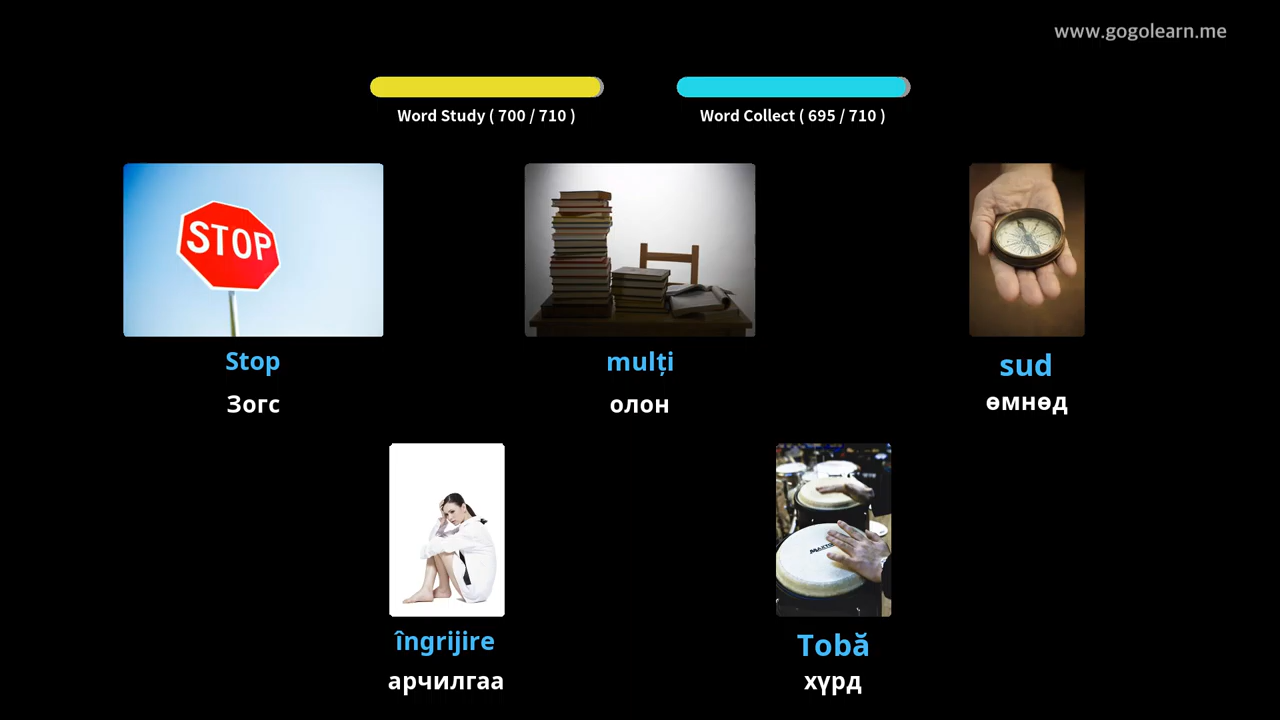 www.gogolearn.me
Word Study ( 700 / 710 )
Word Collect ( 695 / 710 )
STOP
Stop
Зогс
mulți
олон
sud
өмнөд
îngrijire
арчилгаа
Tobă
хүрд